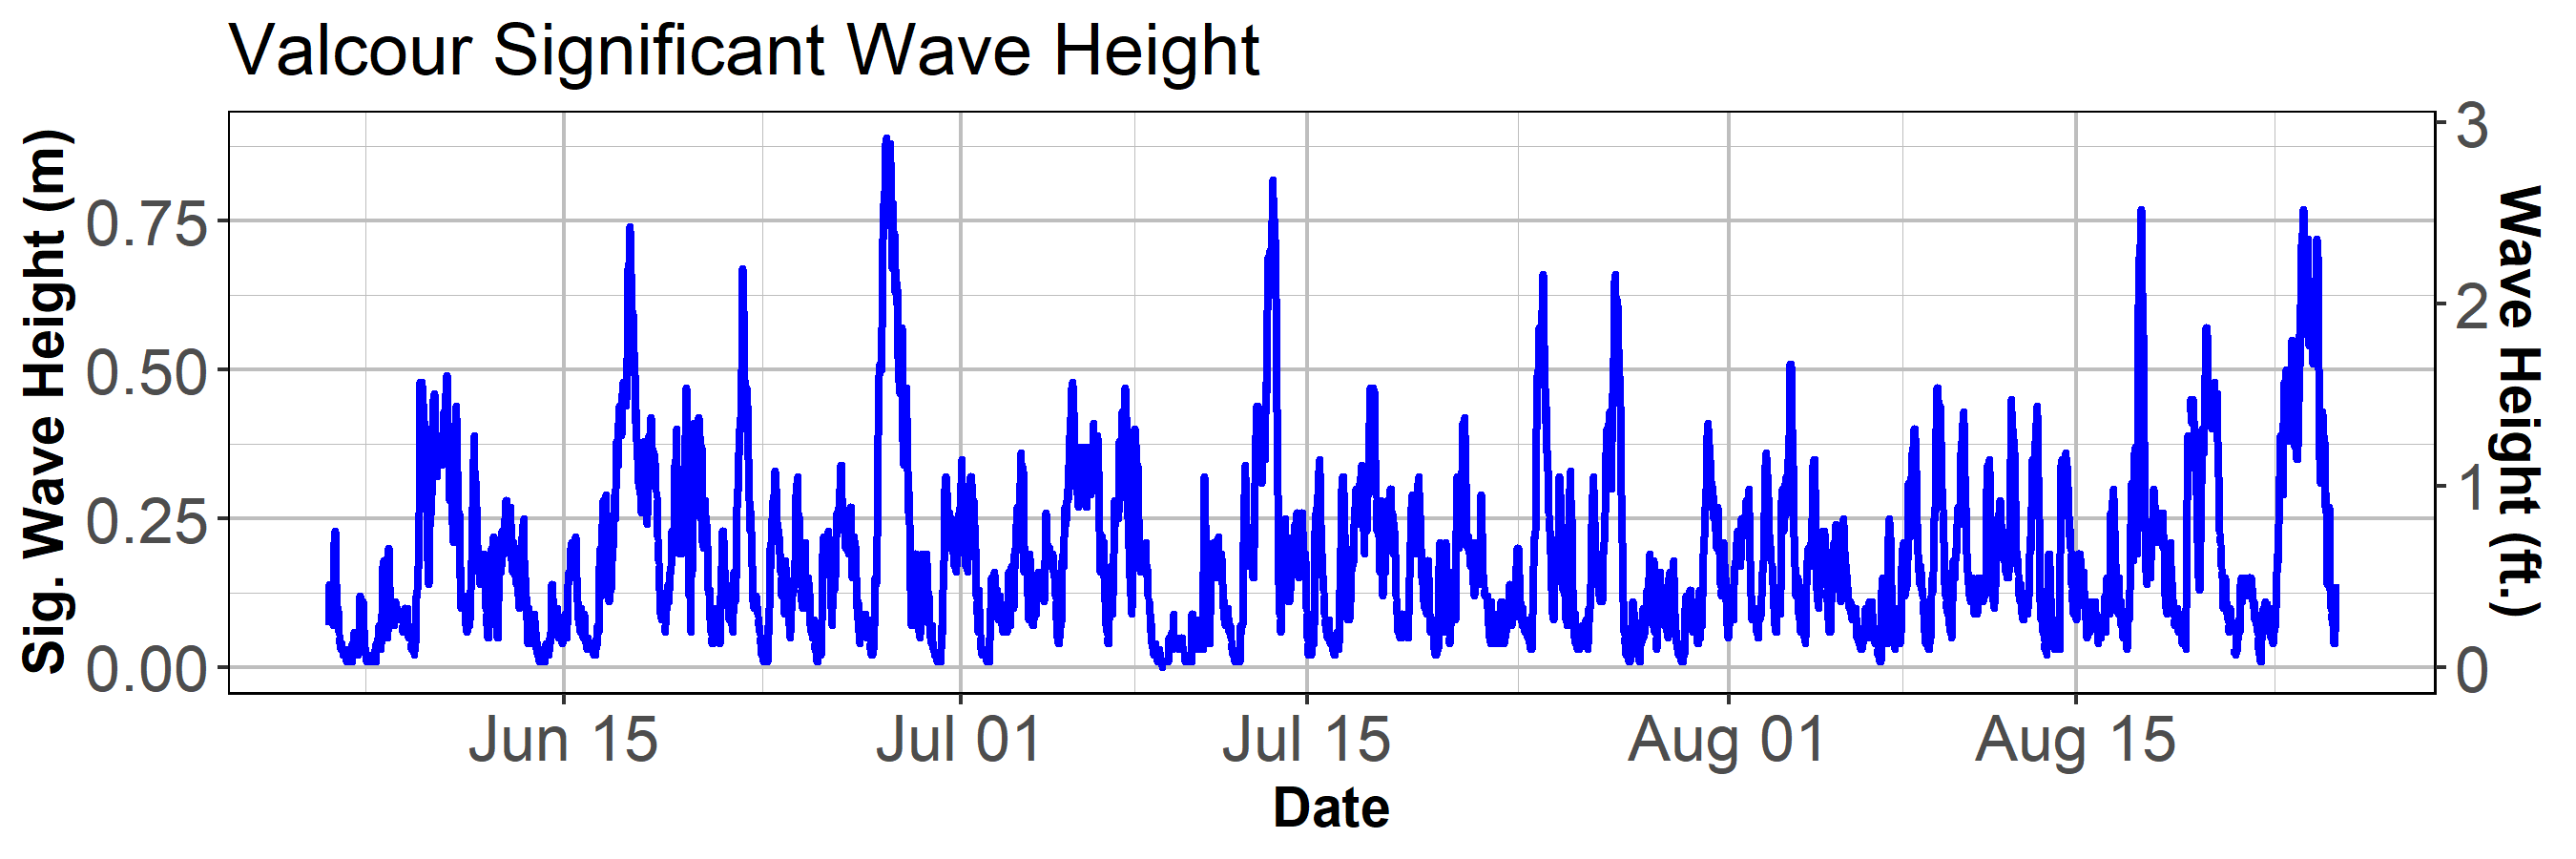 Valcour Significant Wave Height
Sig. Wave Height (m)
0.75
0.50
0.25
0.00
3
2
1
0
Wave Height (ft.)
Jun 15 Jul 01 Jul 15 Aug 01 Aug 15
Date